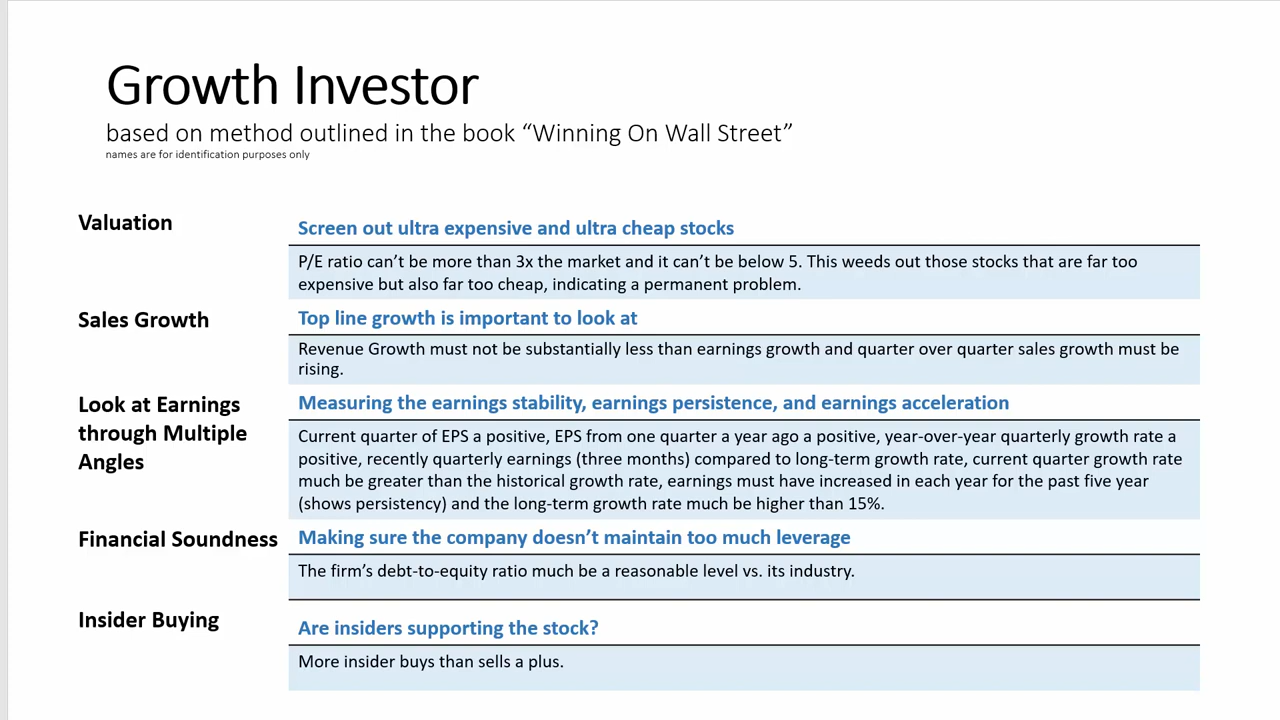 Growth Investor
based on method outlined in the book “Winning On Wall Street”
names are for identification purposes only
Valuation
Screen out ultra expensive and ultra cheap stocks
P/E ratio can’t be more than 3x the market and it can’t be below 5. This weeds out those stocks that are far too
expensive but also far too cheap, indicating a permanent problem.
Sales Growth
Top line growth is important to look at
Revenue Growth must not be substantially less than earnings growth and quarter over quarter sales growth must be
rising.
Look at Earnings
through Multiple
Angles
Measuring the earnings stability, earnings persistence, and earnings acceleration
Current quarter of EPS a positive, EPS from one quarter a year ago a positive, year-over-year quarterly growth rate a
positive, recently quarterly earnings (three months) compared to long-term growth rate, current quarter growth rate
much be greater than the historical growth rate, earnings must have increased in each year for the past five year
(shows persistency) and the long-term growth rate much be higher than 15%.
Financial Soundness
Making sure the company doesn’t maintain too much leverage
The firm’s debt-to-equity ratio much be a reasonable level vs. its industry.
Insider Buying
Are insiders supporting the stock?
More insider buys than sells a plus.